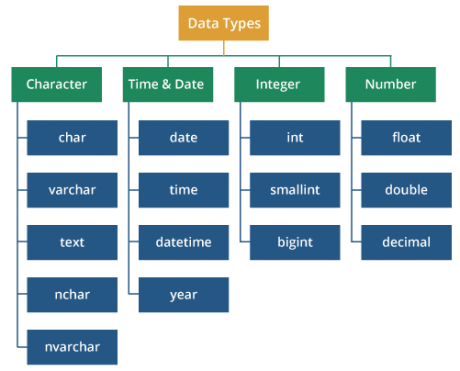 Data Types
Character
Time & Date
Integer
Number
char
date
int
float
varchar
time
smallint
double
text
datetime
bigint
decimal
nchar
year
nvarchar